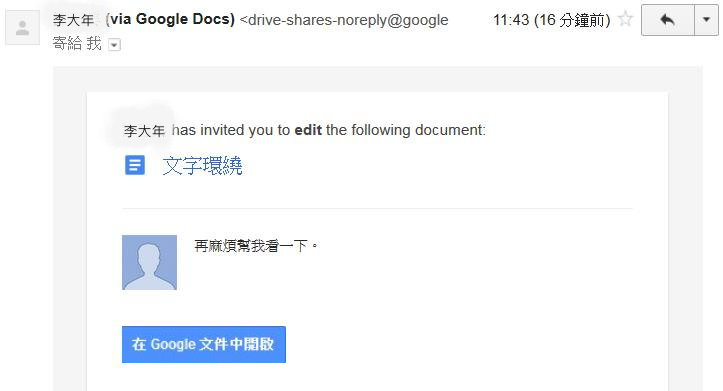 李大年 (via Google Docs) <drive-shares-noreply@google 11:43 (16 分鐘前)
寄給 我
李大年 has invited you to edit the following document:
文字環繞
再麻煩幫我看一下。
在 Google 文件中開啟